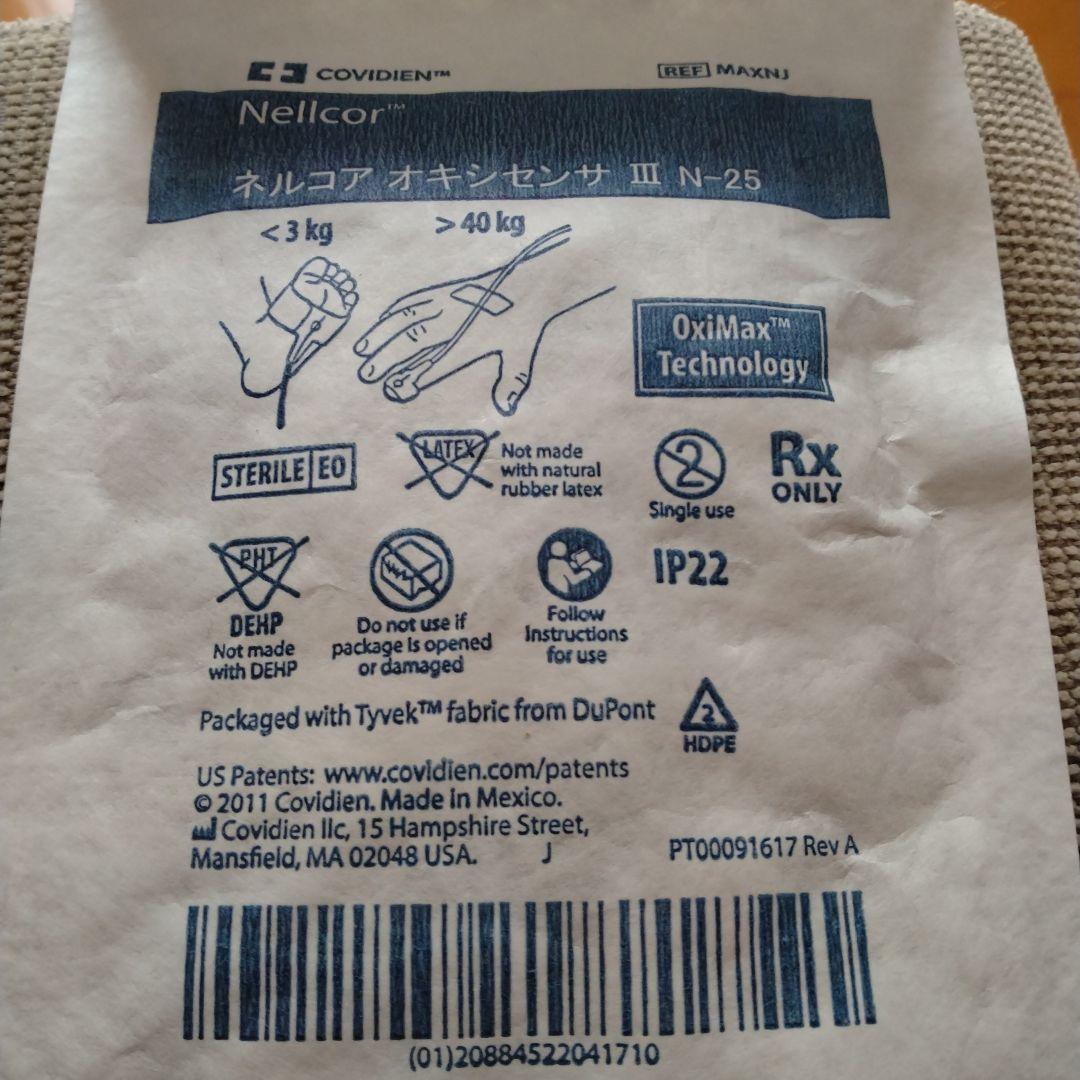 COVIDIEN™
REF MAXNJ
Nellcor™
ネルコア オキシセンサ III N-25
< 3 kg
> 40 kg
OxiMax™
Technology
STERILE EO
LATEX
Not made
with natural
rubber latex
2
Single use
Rx
ONLY
PHT
DEHP
Not made
with DEHP
Do not use if
package is opened
or damaged
Follow
instructions
for use
IP22
Packaged with Tyvek™ fabric from DuPont
2
HDPE
US Patents: www.covidien.com/patents
© 2011 Covidien. Made in Mexico.
Covidien llc, 15 Hampshire Street,
Mansfield, MA 02048 USA. J
PT00091617 Rev A
(01)20884522041710